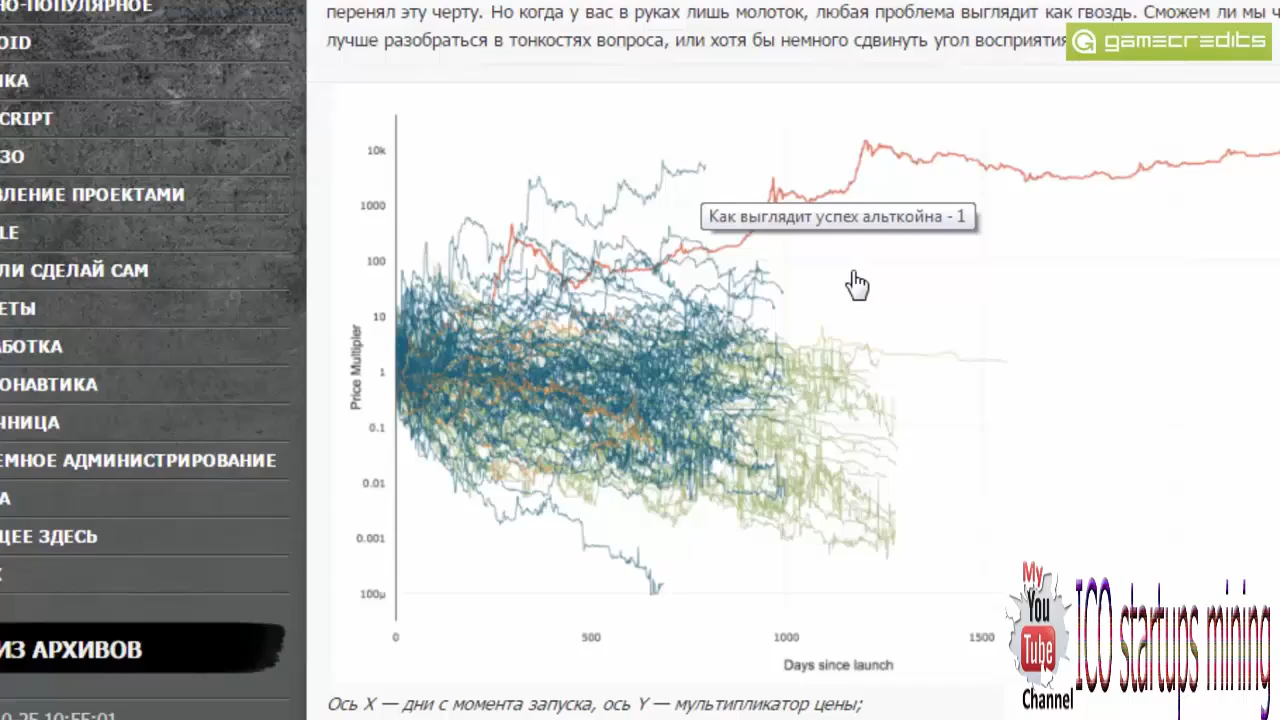 НО-ПОПУЛЯРНОЕ
OID
ИКА
CRIPT
ЗО
ВЛЕНИЕ ПРОЕКТАМИ
LE
ЛИ СДЕЛАЙ САМ
ЕТЫ
АБОТКА
ОНАВТИКА
ЧНИЦА
ЕМНОЕ АДМИНИСТРИРОВАНИЕ
А
ЩЕЕ ЗДЕСЬ
ИЗ АРХИВОВ
перенял эту черту. Но когда у вас в руках лишь молоток, любая проблема выглядит как гвоздь. Сможем ли мы ч
лучше разобраться в тонкостях вопроса, или хотя бы немного сдвинуть угол восприятия
gamecredits
10k
1000
100
10
1
0.1
0.01
0.001
100µ
Price Multipler
Как выглядит успех альткойна - 1
0
500
1000
1500
Days since launch
Ось X — дни с момента запуска, ось Y — мультипликатор цены;
My
You
Tube
Channel
ICO startups mining